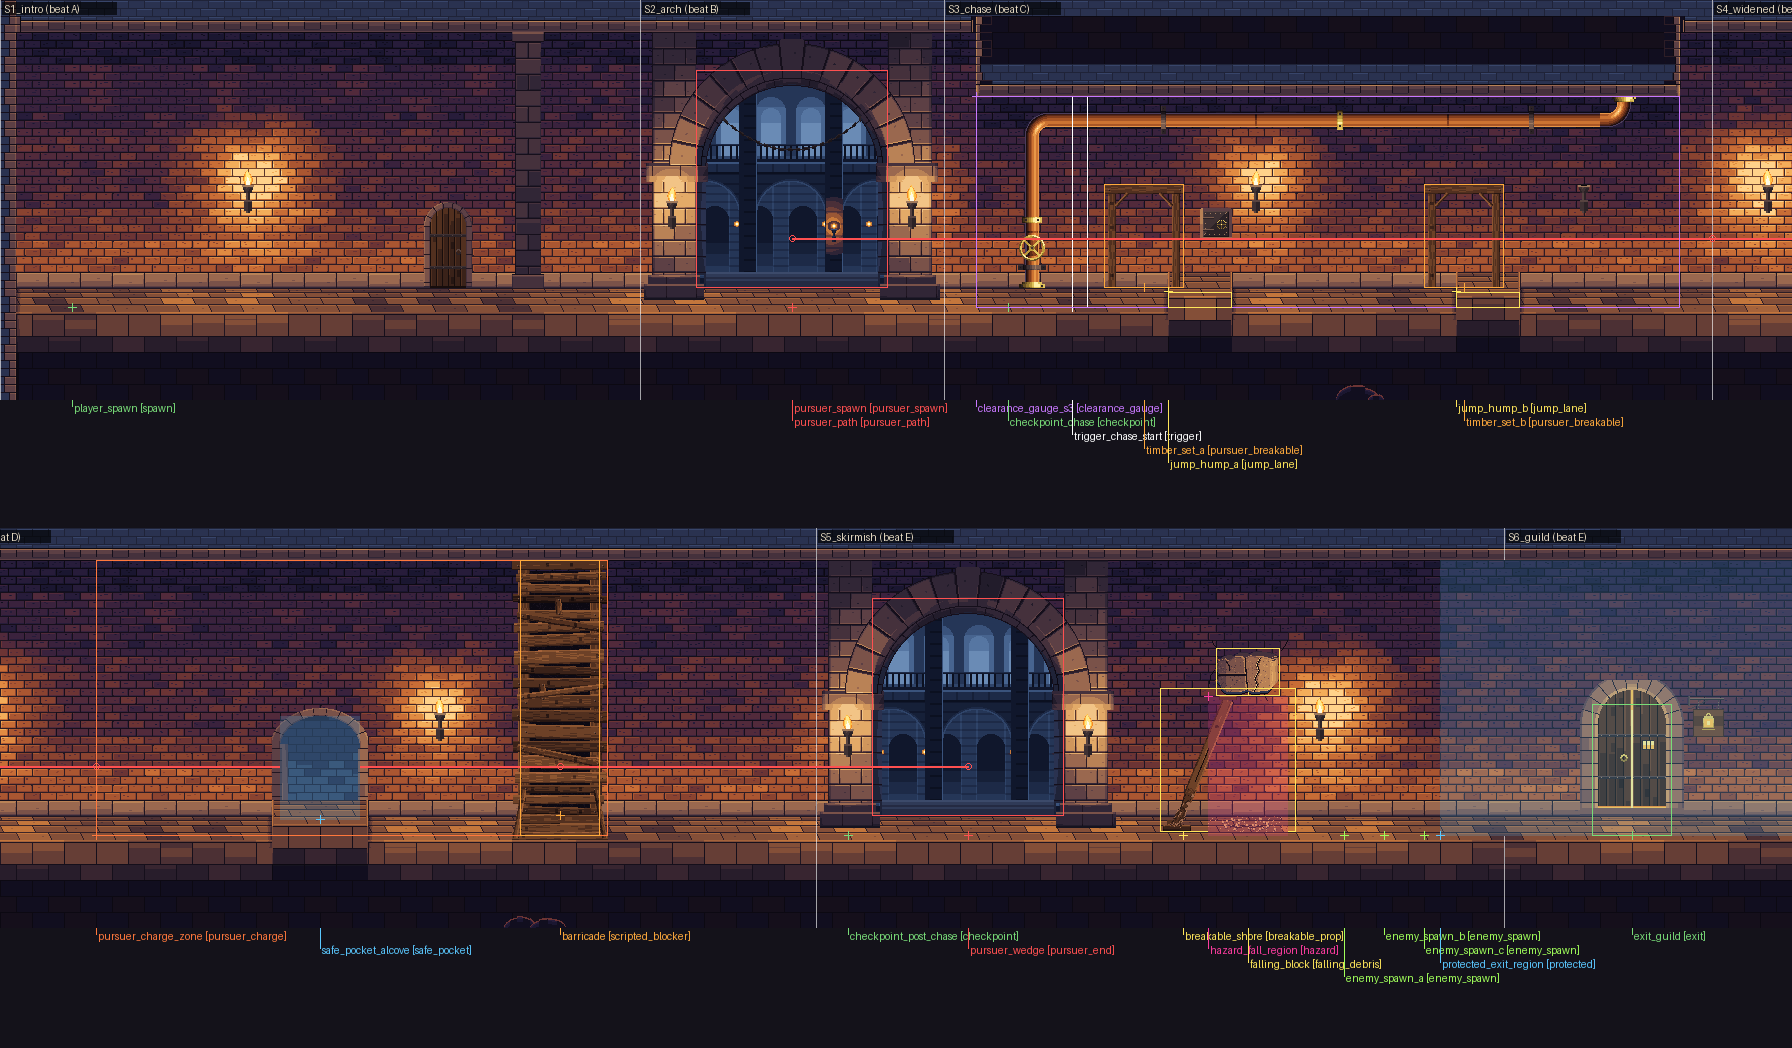 S1_intro (beat A)
S2_arch (beat B)
S3_chase (beat C)
S4_widened (be
player_spawn [spawn]
pursuer_spawn [pursuer_spawn]
clearance_gauge_s3 [clearance_gauge]
jump_hump_b [jump_lane]
pursuer_path [pursuer_path]
checkpoint_chase [checkpoint]
timber_set_b [pursuer_breakable]
trigger_chase_start [trigger]
timber_set_a [pursuer_breakable]
jump_hump_a [jump_lane]
at D)
S5_skirmish (beat E)
S6_guild (beat E)
pursuer_charge_zone [pursuer_charge]
barricade [scripted_blocker]
checkpoint_post_chase [checkpoint]
breakable_shore [breakable_prop]
enemy_spawn_b [enemy_spawn]
exit_guild [exit]
safe_pocket_alcove [safe_pocket]
pursuer_wedge [pursuer_end]
hazard_fall_region [hazard]
enemy_spawn_c [enemy_spawn]
falling_block [falling_debris]
protected_exit_region [protected]
enemy_spawn_a [enemy_spawn]